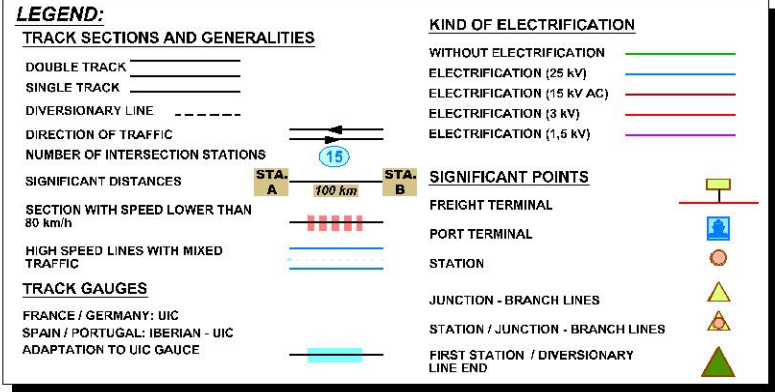 LEGEND:
TRACK SECTIONS AND GENERALITIES
DOUBLE TRACK
SINGLE TRACK
DIVERSIONARY LINE
DIRECTION OF TRAFFIC
NUMBER OF INTERSECTION STATIONS
15
SIGNIFICANT DISTANCES
STA. A
100 km
STA. B
SECTION WITH SPEED LOWER THAN
80 km/h
HIGH SPEED LINES WITH MIXED
TRAFFIC
TRACK GAUGES
FRANCE / GERMANY: UIC
SPAIN / PORTUGAL: IBERIAN - UIC
ADAPTATION TO UIC GAUCE
KIND OF ELECTRIFICATION
WITHOUT ELECTRIFICATION
ELECTRIFICATION (25 kV)
ELECTRIFICATION (15 kV AC)
ELECTRIFICATION (3 kV)
ELECTRIFICATION (1,5 kV)
SIGNIFICANT POINTS
FREIGHT TERMINAL
PORT TERMINAL
STATION
JUNCTION - BRANCH LINES
STATION / JUNCTION - BRANCH LINES
FIRST STATION / DIVERSIONARY
LINE END